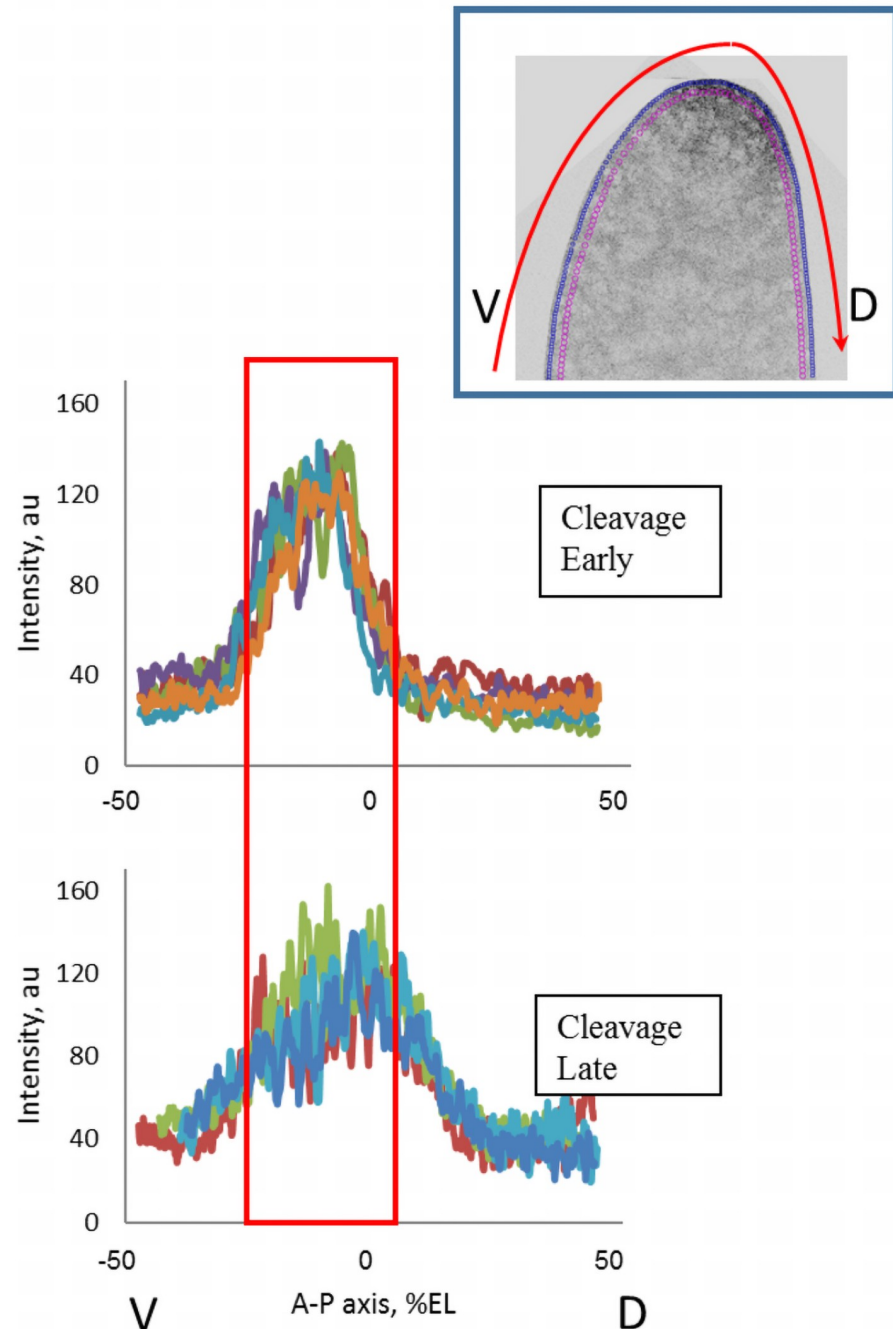 V
D
Intensity, au
160
120
80
40
0
-50
0
50
Cleavage
Early
Intensity, au
160
120
80
40
0
-50
0
50
Cleavage
Late
V
A-P axis, %EL
D